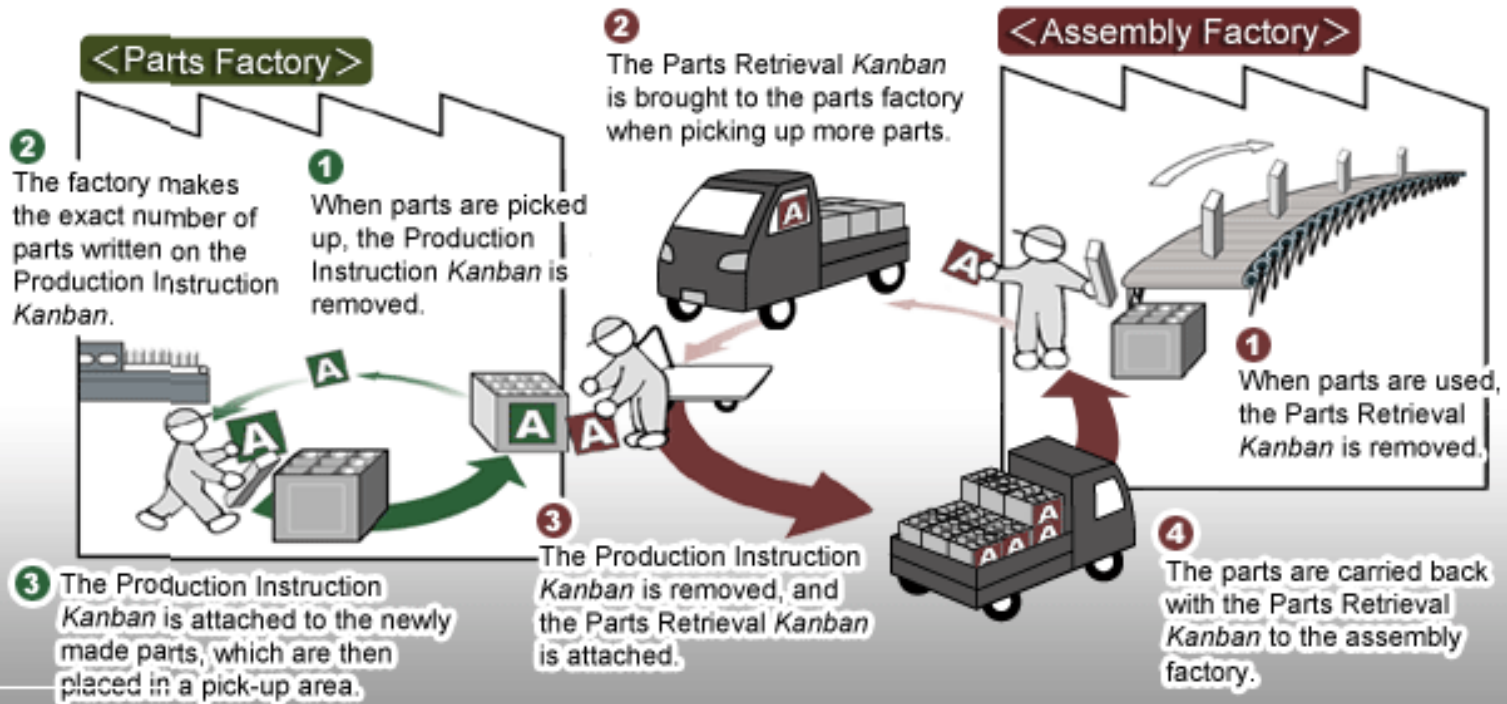 <Parts Factory>
2
The factory makes
the exact number of
parts written on the
Production Instruction
Kanban.
1
When parts are picked
up, the Production
Instruction Kanban is
removed.
A
A
A
A
3
The Production Instruction
Kanban is attached to the newly
made parts, which are then
placed in a pick-up area.
2
The Parts Retrieval Kanban
is brought to the parts factory
when picking up more parts.
A
3
The Production Instruction
Kanban is removed, and
the Parts Retrieval Kanban
is attached.
<Assembly Factory>
A
1
When parts are used,
the Parts Retrieval
Kanban is removed.
A
A A A
4
The parts are carried back
with the Parts Retrieval
Kanban to the assembly
factory.